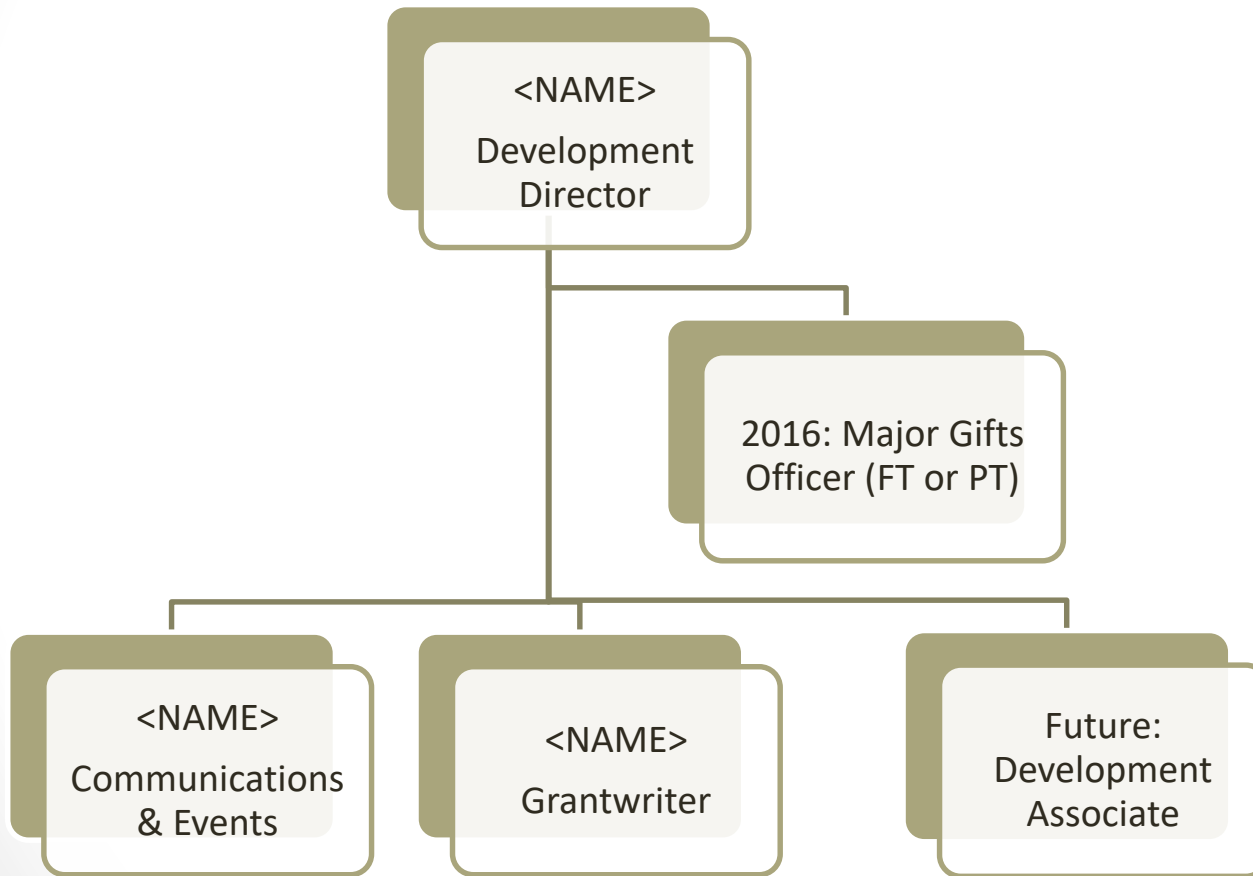 <NAME>
Development
Director
2016: Major Gifts
Officer (FT or PT)
<NAME>
Communications
& Events
<NAME>
Grantwriter
Future:
Development
Associate